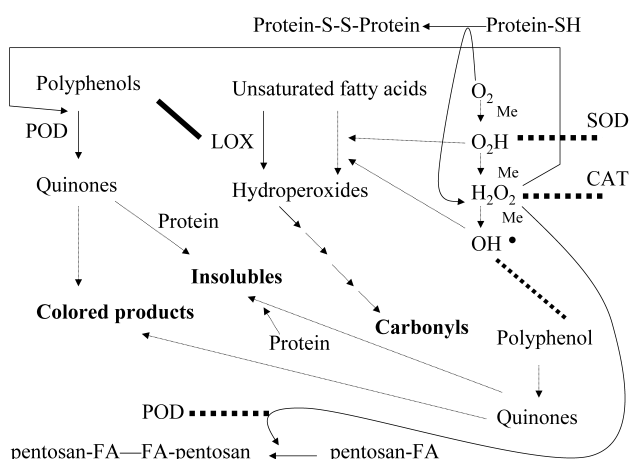 Protein-S-S-Protein Protein-SH
Polyphenols Unsaturated fatty acids O2
Me
POD LOX O2H SOD
Me
Quinones Hydroperoxides H2O2 CAT
Me
Protein OH •
Insolubles
Colored products Carbonyls
Protein Polyphenol
POD Quinones
pentosan-FA—FA-pentosan pentosan-FA